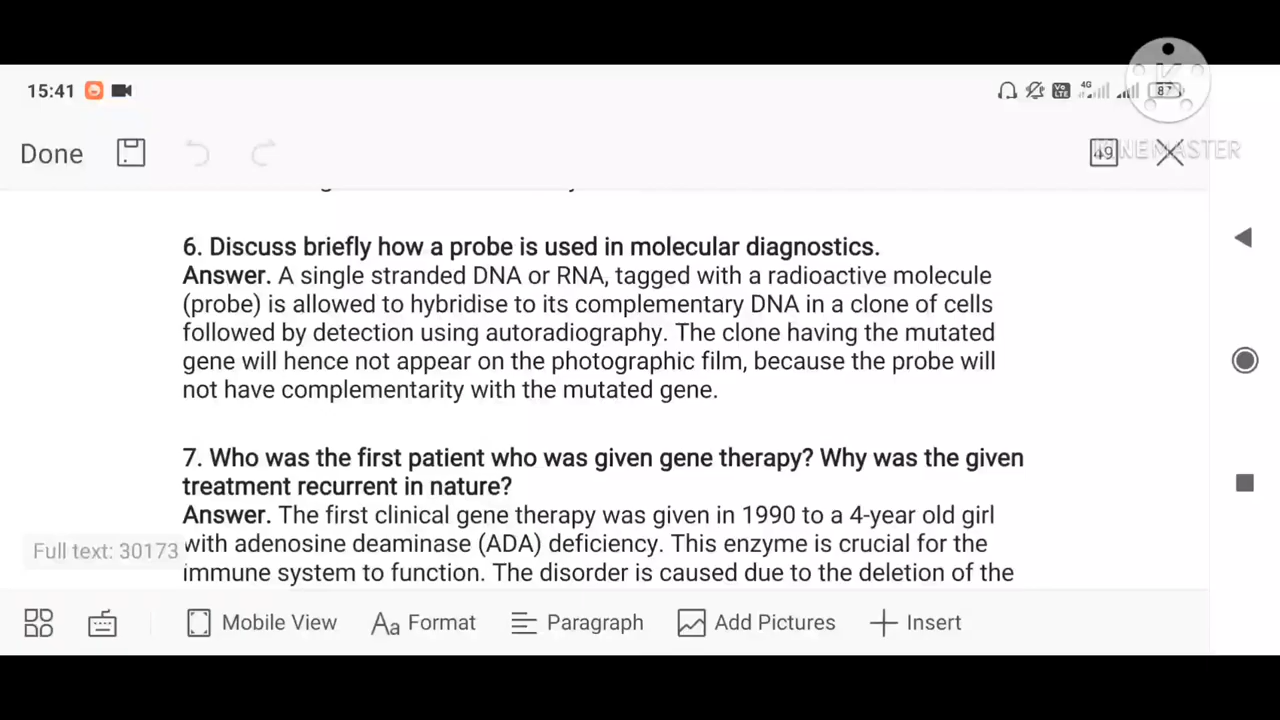 15:41
4G
Vo
LTE
87
Done
49
NEMASTER
6. Discuss briefly how a probe is used in molecular diagnostics.
Answer. A single stranded DNA or RNA, tagged with a radioactive molecule
(probe) is allowed to hybridise to its complementary DNA in a clone of cells
followed by detection using autoradiography. The clone having the mutated
gene will hence not appear on the photographic film, because the probe will
not have complementarity with the mutated gene.
7. Who was the first patient who was given gene therapy? Why was the given
treatment recurrent in nature?
Answer. The first clinical gene therapy was given in 1990 to a 4-year old girl
with adenosine deaminase (ADA) deficiency. This enzyme is crucial for the
immune system to function. The disorder is caused due to the deletion of the
Full text: 30173
Mobile View
Aa Format
Paragraph
Add Pictures
Insert